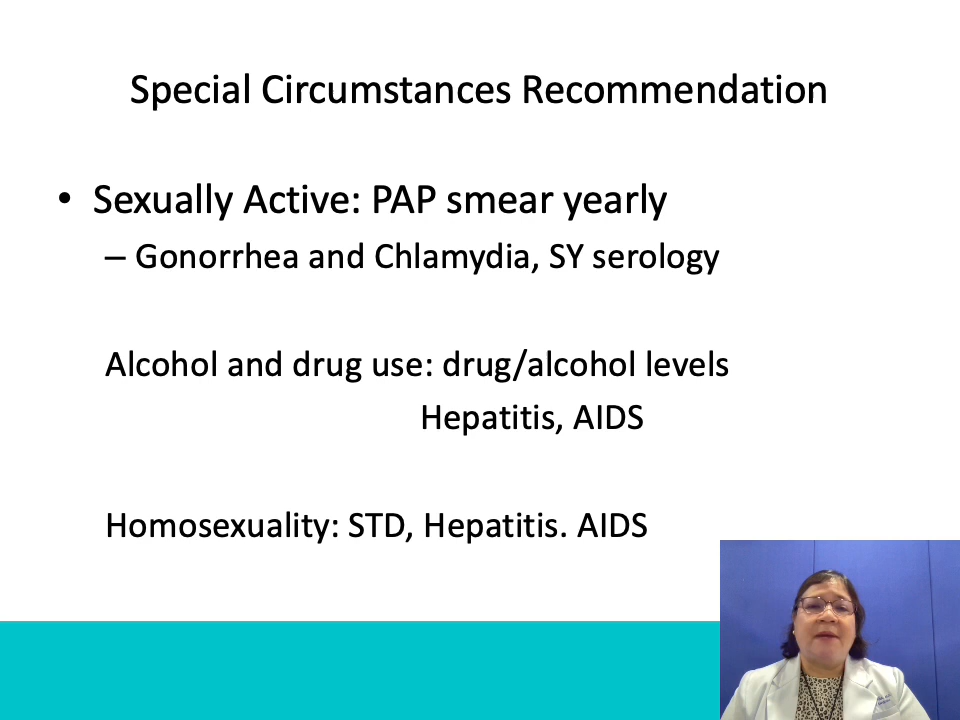 Special Circumstances Recommendation
• Sexually Active: PAP smear yearly
– Gonorrhea and Chlamydia, SY serology
Alcohol and drug use: drug/alcohol levels
Hepatitis, AIDS
Homosexuality: STD, Hepatitis. AIDS